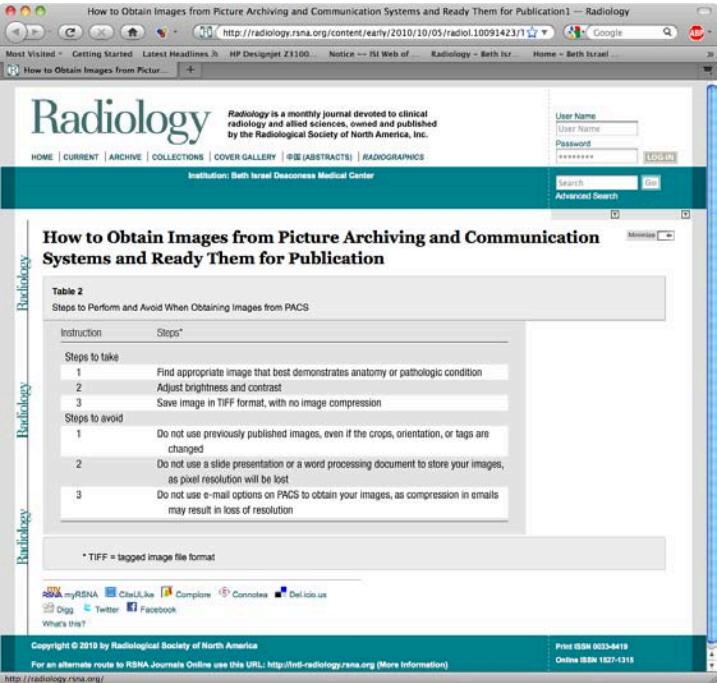 How to Obtain Images from Picture Archiving and Communication Systems and Ready Them for Publication1 — Radiology
http://radiology.rsna.org/content/early/2010/10/05/radiol.10091423/T
Google
Most Visited
Getting Started
Latest Headlines
HP Designjet Z3100...
Notice -- ISI Web of ...
Radiology – Beth Isr...
Home – Beth Israel ...
How to Obtain Images from Pictur...
Radiology
Radiology is a monthly journal devoted to clinical
radiology and allied sciences, owned and published
by the Radiological Society of North America, Inc.
User Name
User Name
Password
********
LOG IN
HOME | CURRENT | ARCHIVE | COLLECTIONS | COVER GALLERY | 中国 (ABSTRACTS) | RADIOGRAPHICS
Institution: Beth Israel Deaconess Medical Center
Search
Go
Advanced Search
Minimize
How to Obtain Images from Picture Archiving and Communication
Systems and Ready Them for Publication
Radiology
Radiology
Radiology
Table 2
Steps to Perform and Avoid When Obtaining Images from PACS
Instruction Steps*
Steps to take
1 Find appropriate image that best demonstrates anatomy or pathologic condition
2 Adjust brightness and contrast
3 Save image in TIFF format, with no image compression
Steps to avoid
1 Do not use previously published images, even if the crops, orientation, or tags are
changed
2 Do not use a slide presentation or a word processing document to store your images,
as pixel resolution will be lost
3 Do not use e-mail options on PACS to obtain your images, as compression in emails
may result in loss of resolution
* TIFF = tagged image file format
RSNA myRSNA CiteULike Complore Connotea Del.icio.us
Digg Twitter Facebook
What's this?
Copyright © 2010 by Radiological Society of North America
Print ISSN 0033-8419
For an alternate route to RSNA Journals Online use this URL: http://intl-radiology.rsna.org (More Information)
Online ISSN 1527-1315
http://radiology.rsna.org/